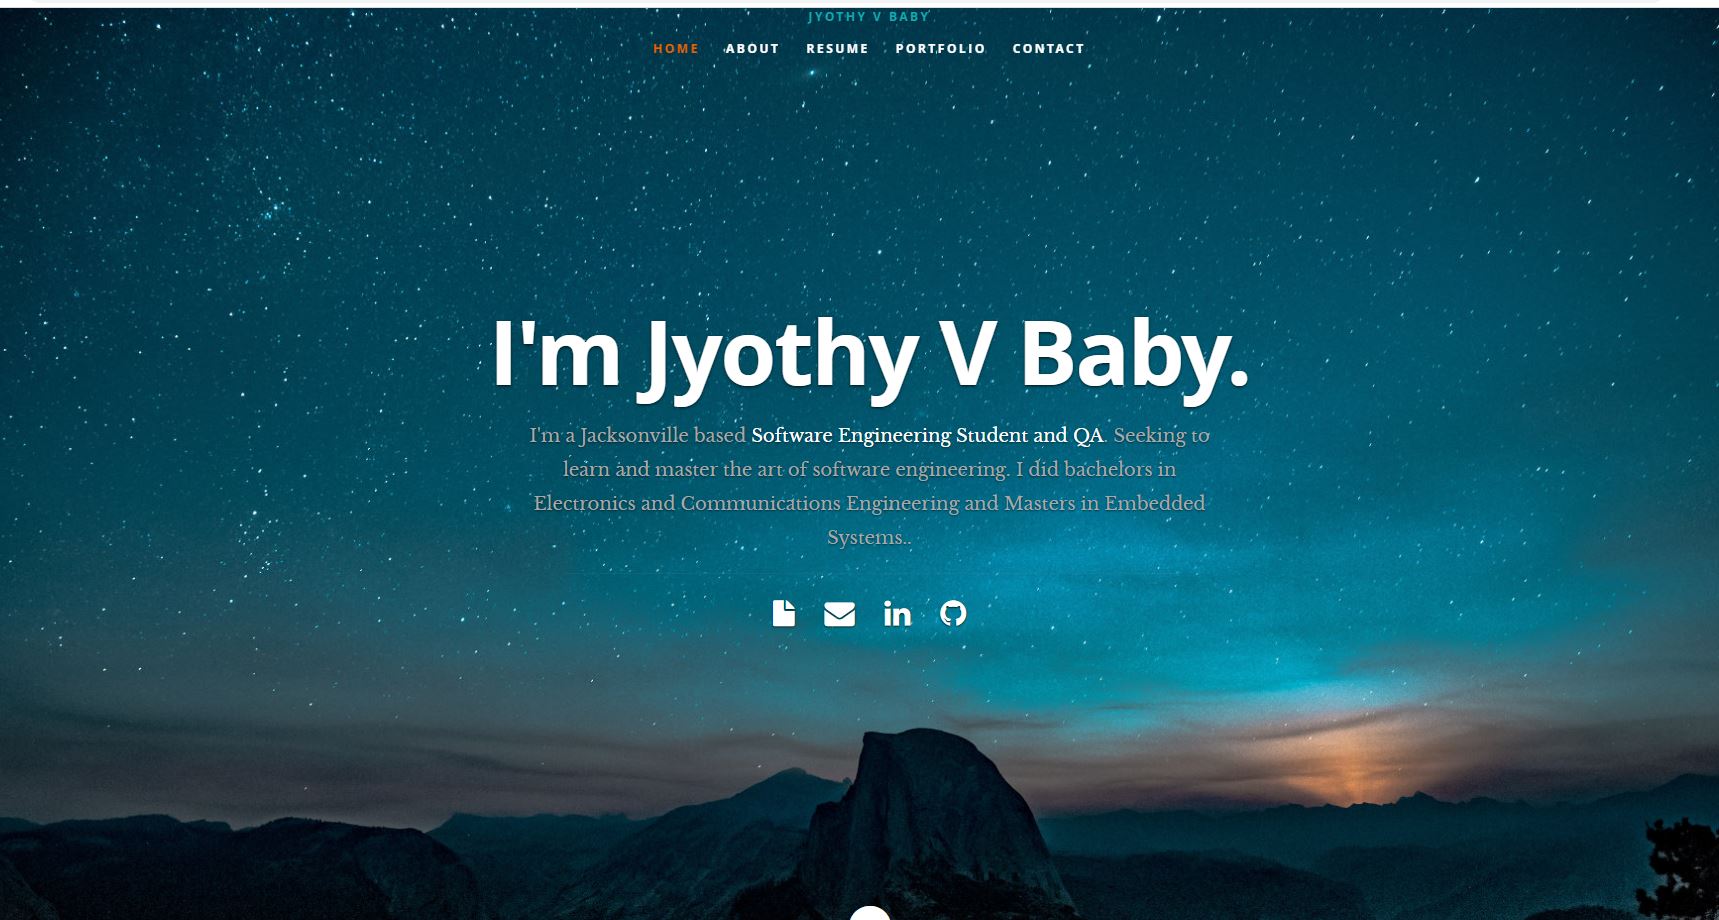 JYOTHY V BABY
HOME ABOUT RESUME PORTFOLIO CONTACT
I'm Jyothy V Baby.
I'm a Jacksonville based Software Engineering Student and QA. Seeking to
learn and master the art of software engineering. I did bachelors in
Electronics and Communications Engineering and Masters in Embedded
Systems..
in